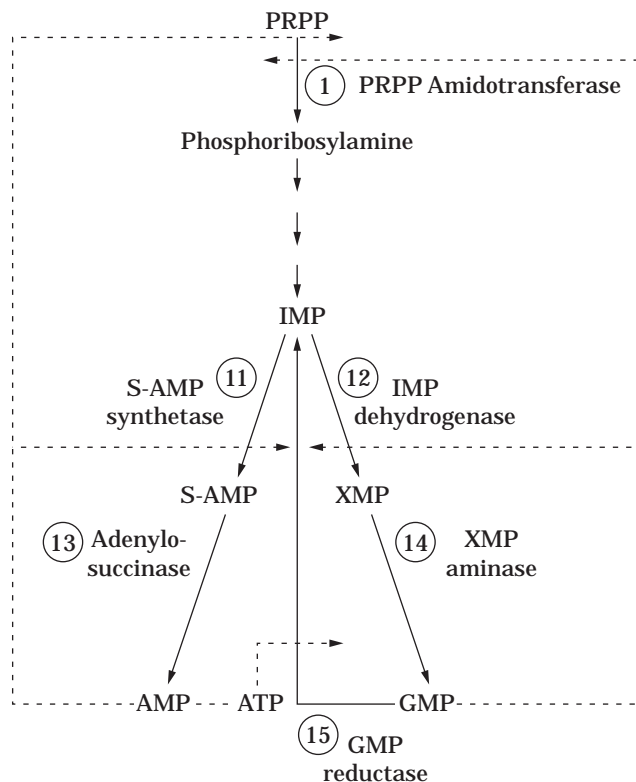 PRPP
1 PRPP Amidotransferase
Phosphoribosylamine
IMP
11
S-AMP
synthetase
12 IMP
dehydrogenase
S-AMP
XMP
13 Adenylo-
succinase
14 XMP
aminase
AMP
ATP
GMP
15 GMP
reductase